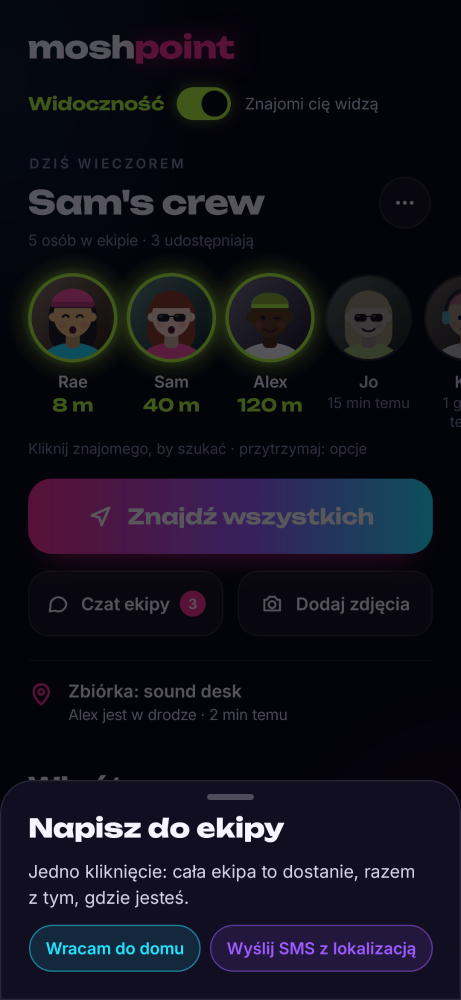 moshpoint
Widoczność
Znajomi cię widzą
DZIŚ WIECZOREM
Sam's crew
5 osób w ekipie · 3 udostępniają
Rae
Sam
Alex
Jo
8 m
40 m
120 m
15 min temu
Kliknij znajomego, by szukać · przytrzymaj: opcje
Znajdź wszystkich
Czat ekipy 3
Dodaj zdjęcia
Zbiórka: sound desk
Alex jest w drodze · 2 min temu
Napisz do ekipy
Jedno kliknięcie: cała ekipa to dostanie, razem
z tym, gdzie jesteś.
Wracam do domu
Wyślij SMS z lokalizacją